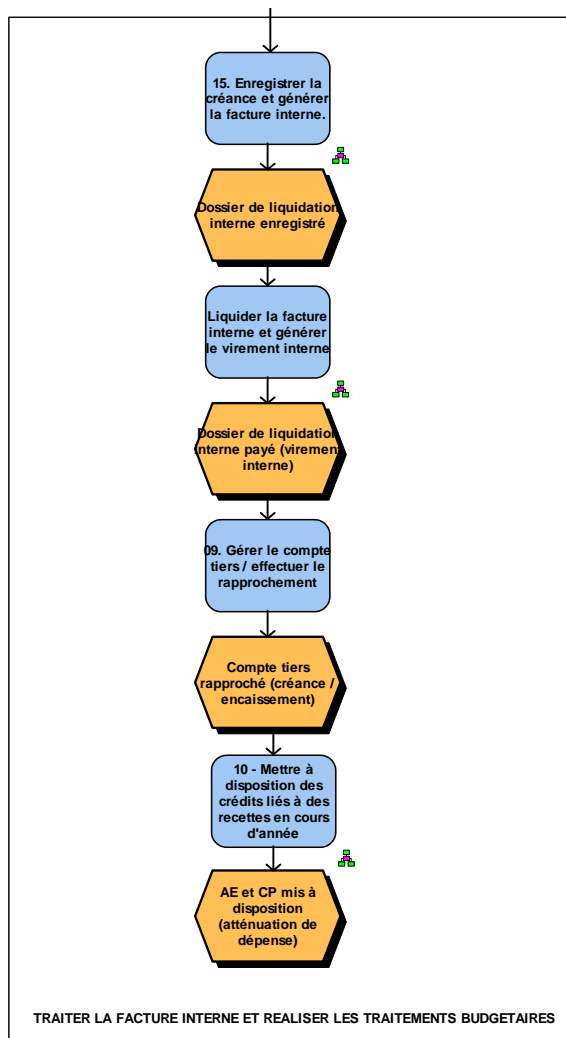 15. Enregistrer la
créance et générer
la facture interne.
Dossier de liquidation
interne enregistré
Liquider la facture
interne et générer
le virement interne
Dossier de liquidation
interne payé (virement
interne)
09. Gérer le compte
tiers / effectuer le
rapprochement
Compte tiers
rapproché (créance /
encaissement)
10 - Mettre à
disposition des
crédits liés à des
recettes en cours
d'année
AE et CP mis à
disposition
(atténuation de
dépense)
TRAITER LA FACTURE INTERNE ET REALISER LES TRAITEMENTS BUDGETAIRES